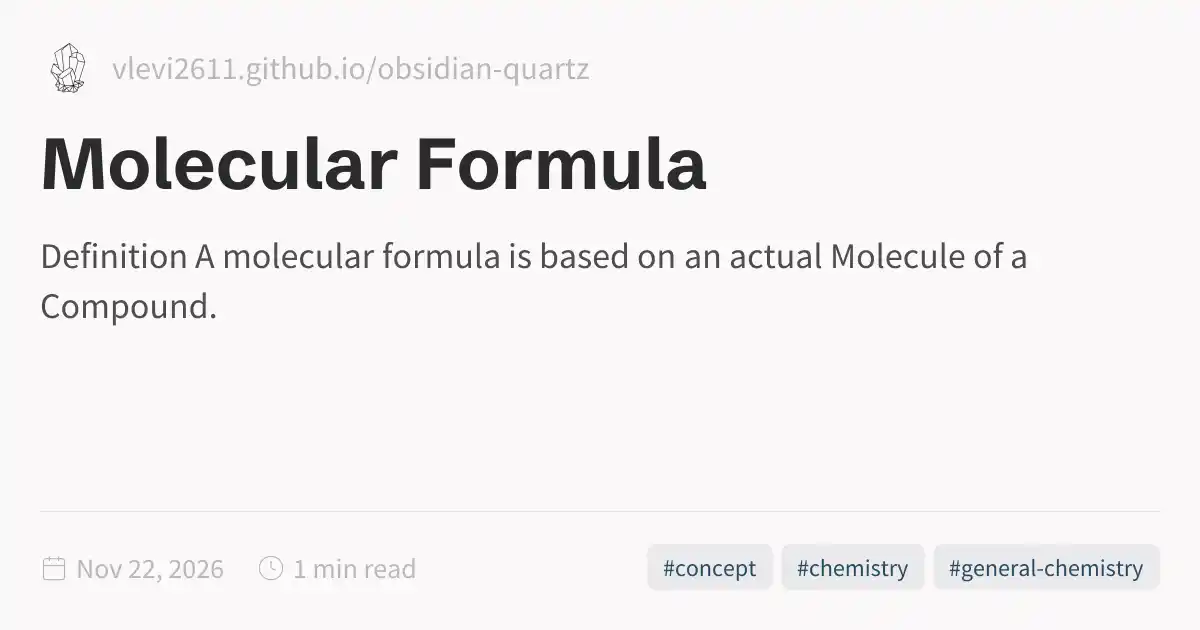 vlevi2611.github.io/obsidian-quartz
Molecular Formula
Definition A molecular formula is based on an actual Molecule of a
Compound.
Nov 22, 2026 1 min read #concept #chemistry #general-chemistry